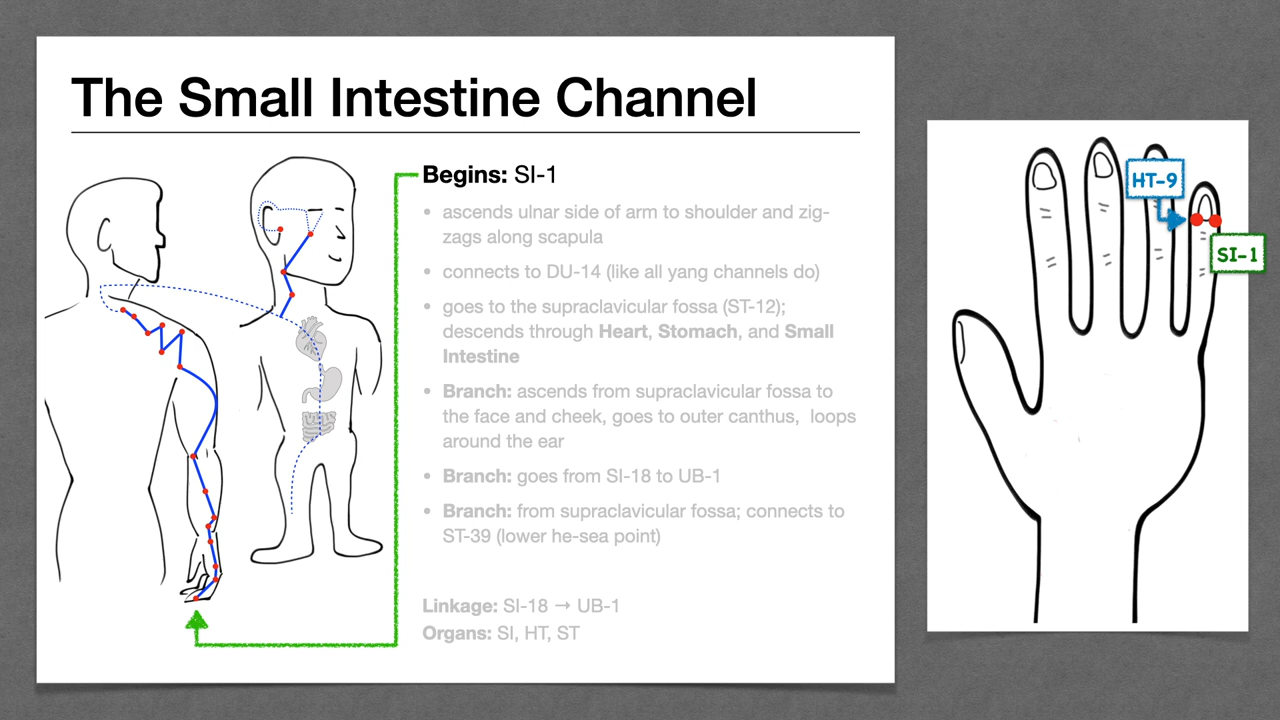 The Small Intestine Channel
Begins: SI-1
• ascends ulnar side of arm to shoulder and zig-
zags along scapula
• connects to DU-14 (like all yang channels do)
• goes to the supraclavicular fossa (ST-12);
descends through Heart, Stomach, and Small
Intestine
• Branch: ascends from supraclavicular fossa to
the face and cheek, goes to outer canthus, loops
around the ear
• Branch: goes from SI-18 to UB-1
• Branch: from supraclavicular fossa; connects to
ST-39 (lower he-sea point)
Linkage: SI-18 → UB-1
Organs: SI, HT, ST
HT-9
SI-1